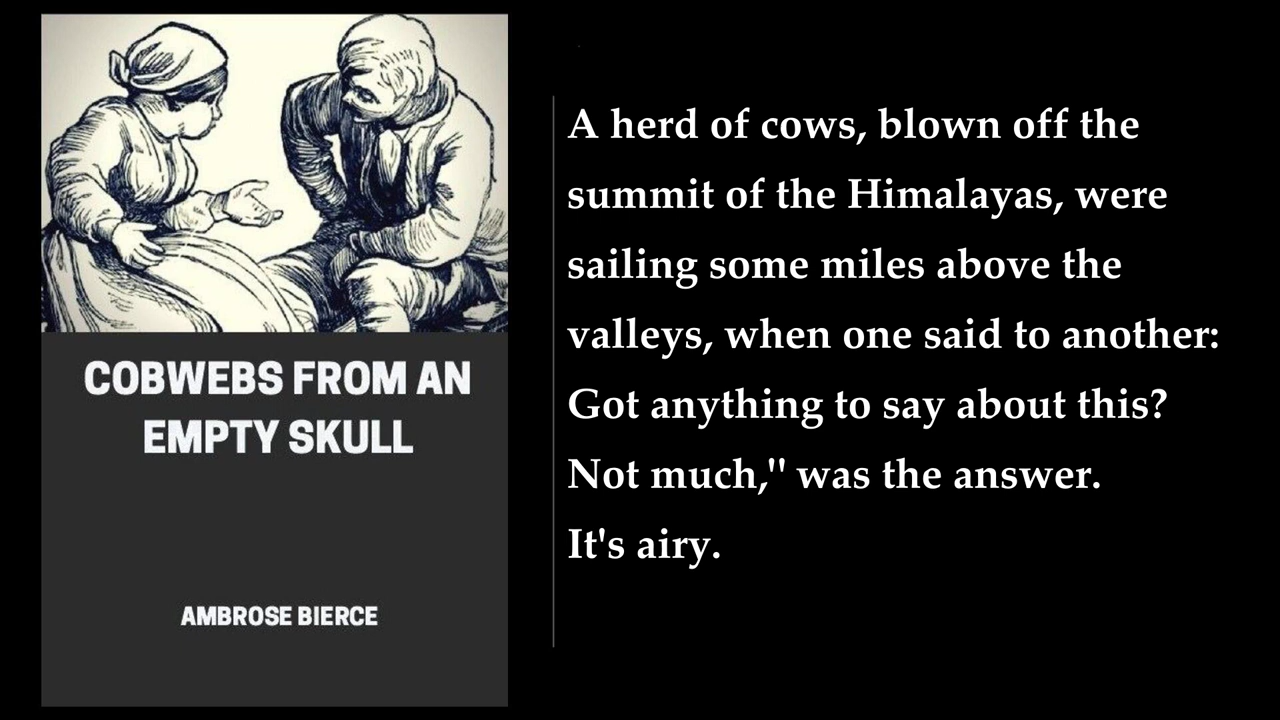 COBWEBS FROM AN
EMPTY SKULL
AMBROSE BIERCE
A herd of cows, blown off the
summit of the Himalayas, were
sailing some miles above the
valleys, when one said to another:
Got anything to say about this?
Not much," was the answer.
It's airy.